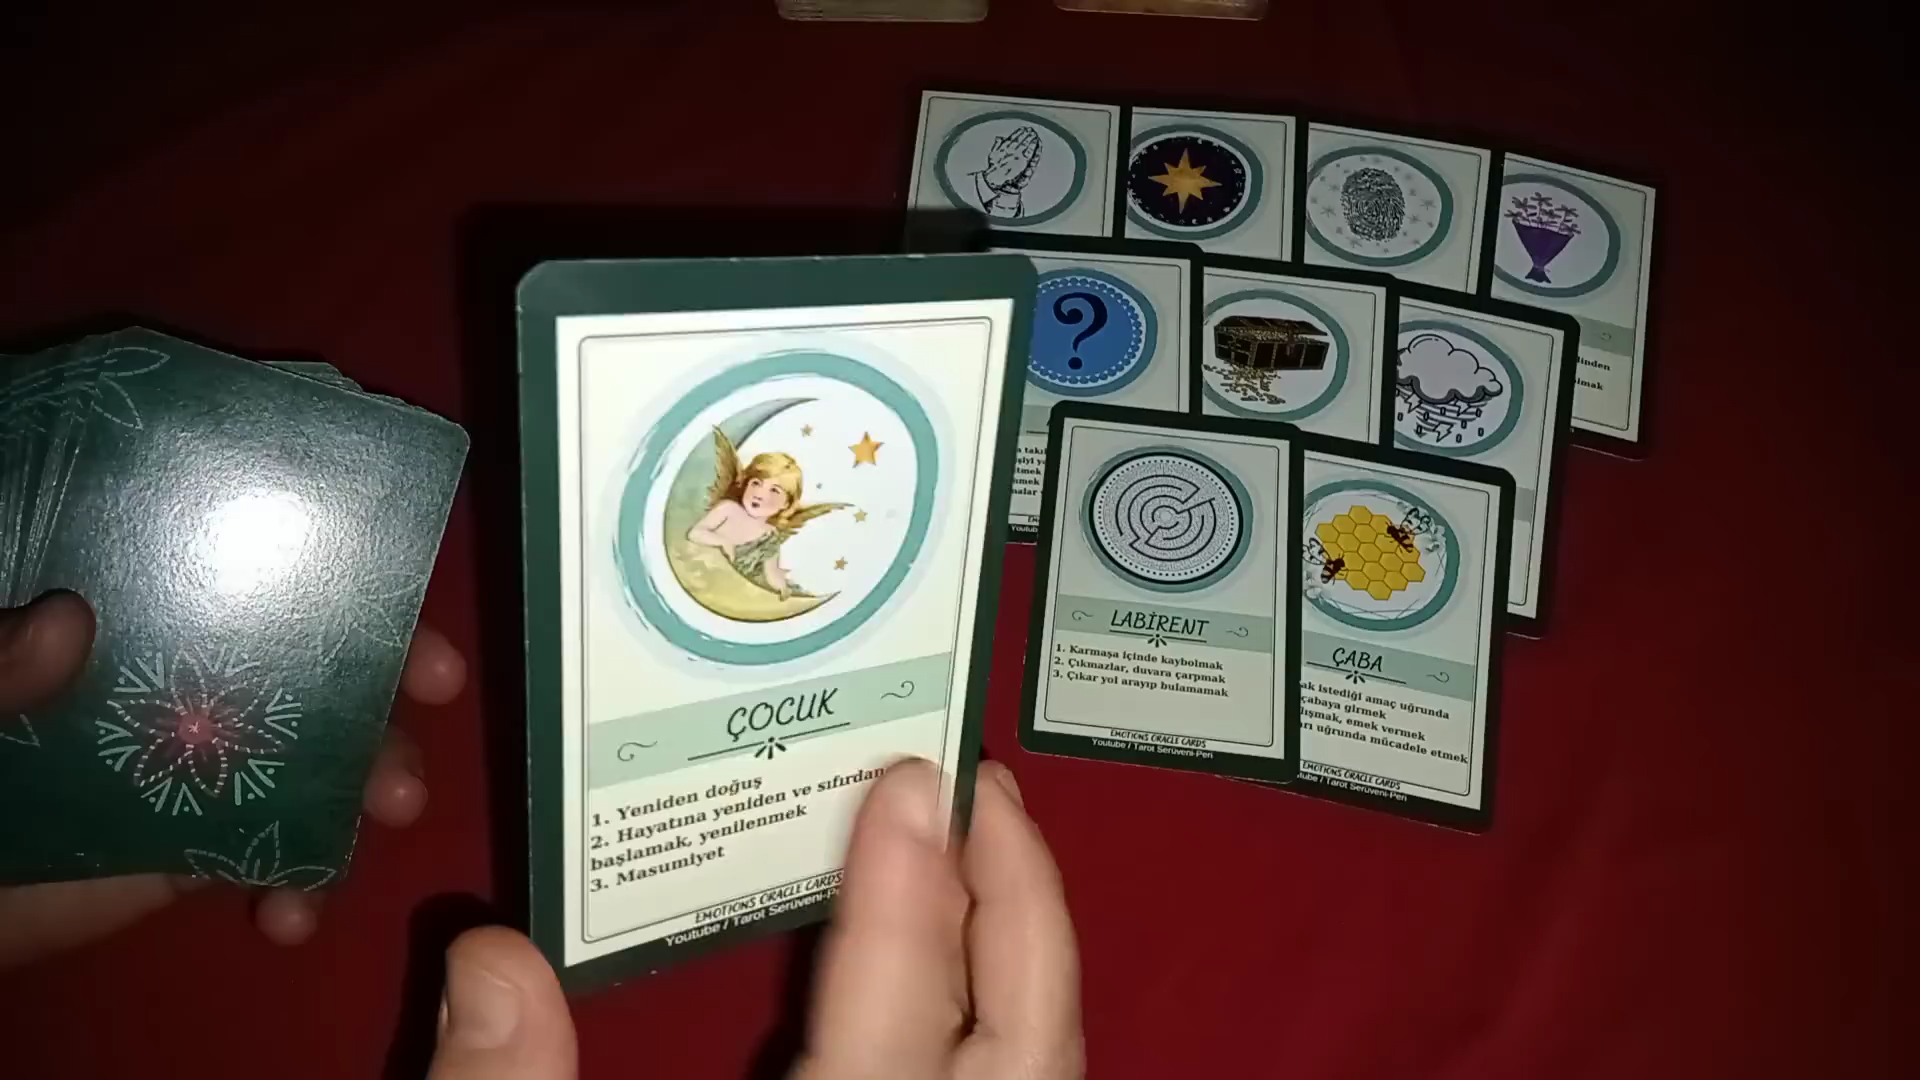 ÇOCUK
1. Yeniden doğuş
2. Hayatına yeniden ve sıfırdan
başlamak, yenilenmek
3. Masumiyet
EMOTIONS ORACLE CARDS
Youtube / Tarot Serüveni-Pe
?
LABİRENT
1. Karmaşa içinde kaybolmak
2. Çıkmazlar, duvara çarpmak
3. Çıkar yol arayıp bulamamak
EMOTIONS ORACLE CARDS
Youtube / Tarot Serüveni-Peri
ÇABA
istediği amaç uğrunda
çabaya girmek
emek vermek
uğrunda mücadele etmek
EMOTIONS ORACLE CARDS
/ Tarot Serüveni-Peri